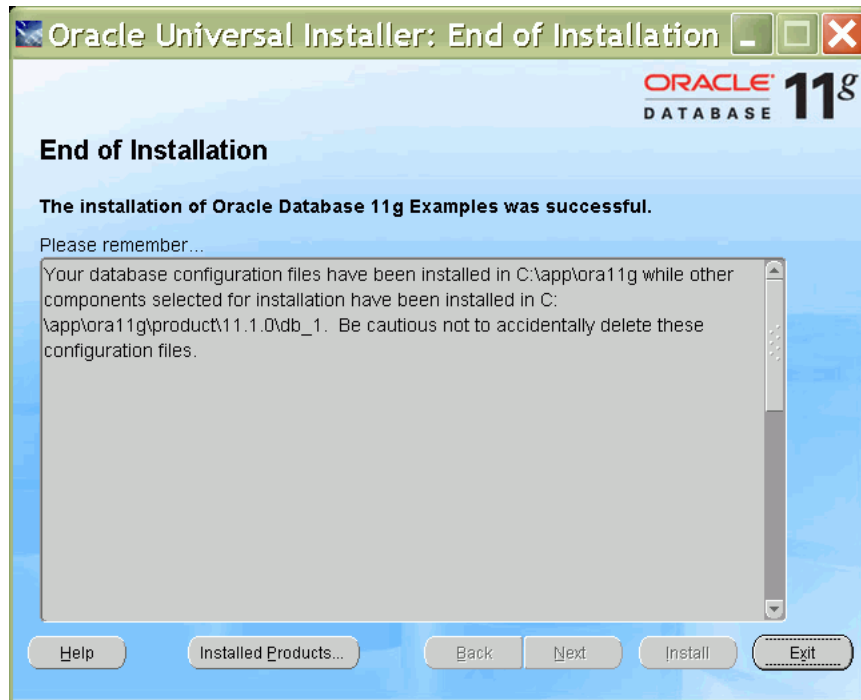 Oracle Universal Installer: End of Installation
ORACLE
DATABASE 11g
End of Installation
The installation of Oracle Database 11g Examples was successful.
Please remember...
Your database configuration files have been installed in C:\app\ora11g while other
components selected for installation have been installed in C:
\app\ora11g\product\11.1.0\db_1.  Be cautious not to accidentally delete these
configuration files.
Help Installed Products... Back Next Install Exit